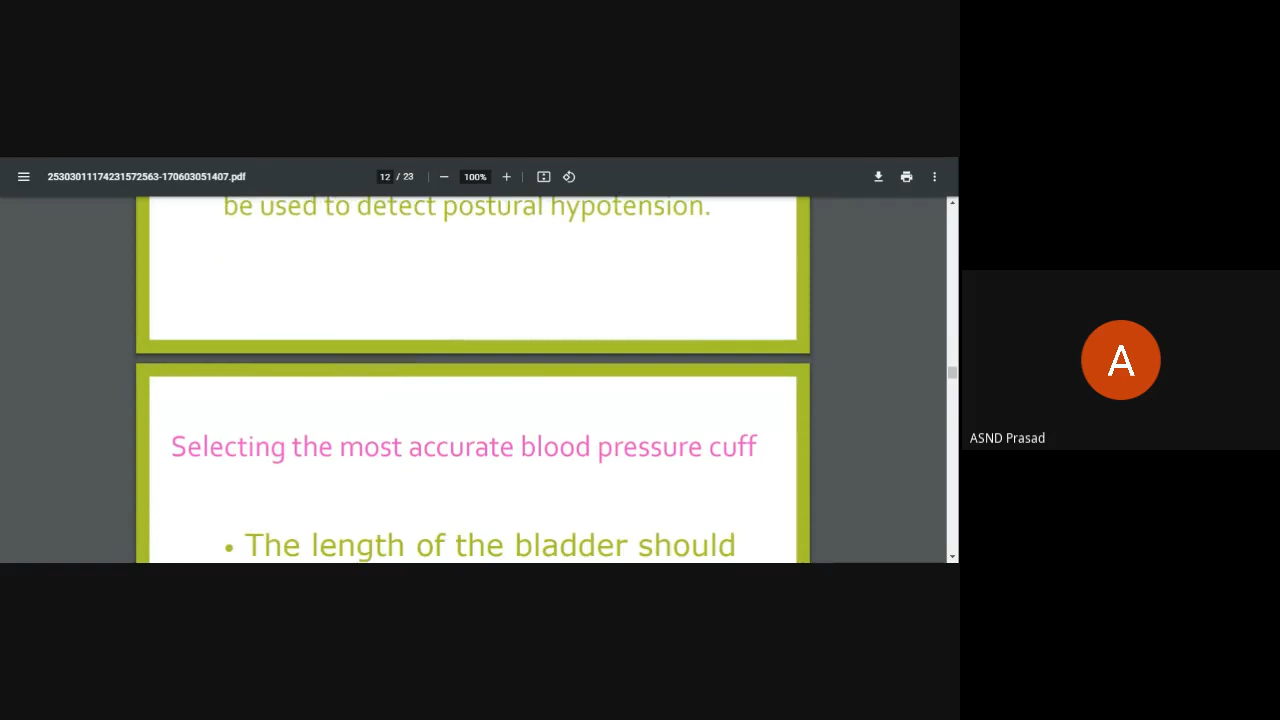 25303011174231572563-170603051407.pdf
12 / 23
100%
be used to detect postural hypotension.
Selecting the most accurate blood pressure cuff
• The length of the bladder should
A
ASND Prasad